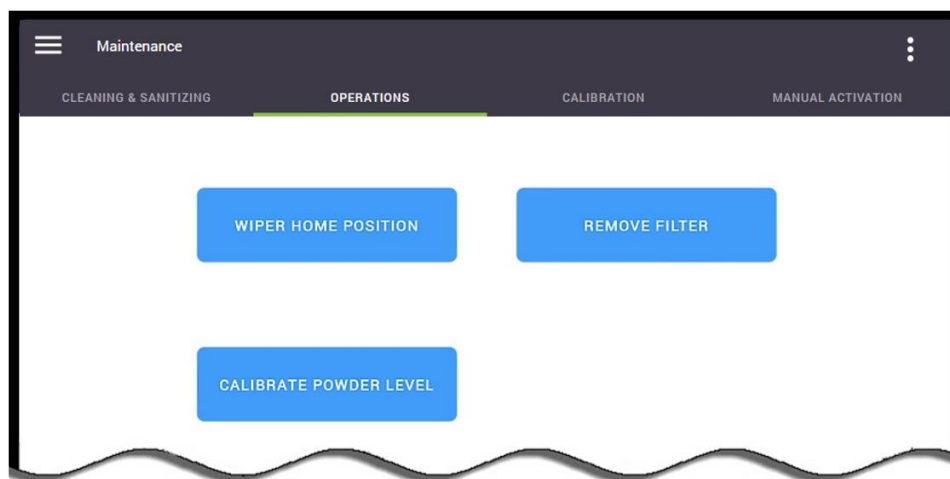 Maintenance
CLEANING & SANITIZING OPERATIONS CALIBRATION MANUAL ACTIVATION
WIPER HOME POSITION REMOVE FILTER
CALIBRATE POWDER LEVEL